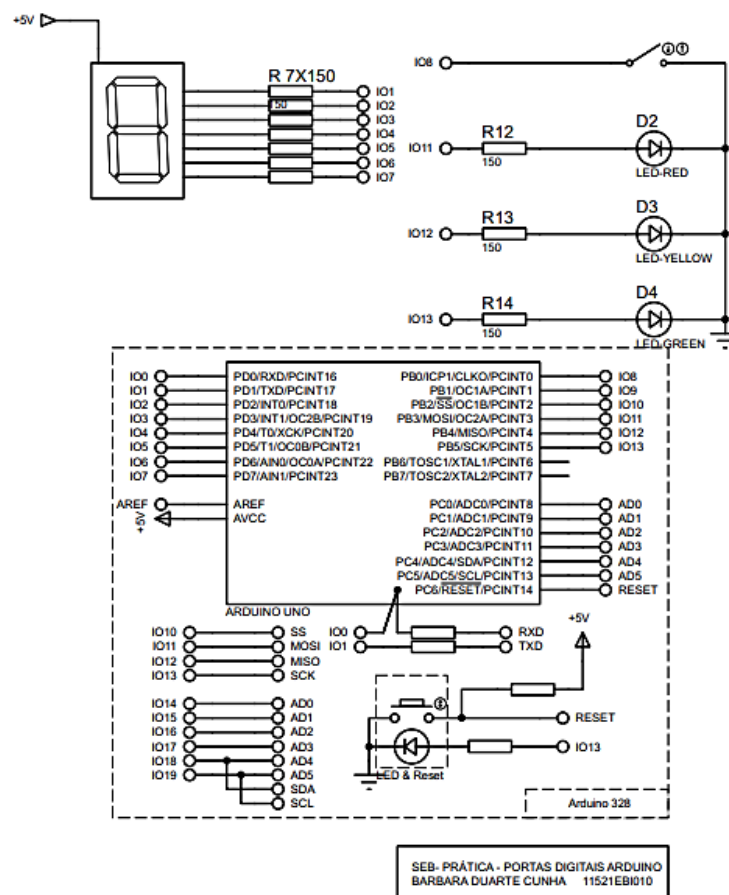 +5V
R 7X150
150
IO1
IO2
IO3
IO4
IO5
IO6
IO7
IO8
IO11
R12
150
D2
LED-RED
IO12
R13
150
D3
LED-YELLOW
IO13
R14
150
D4
LED-GREEN
IO0 PD0/RXD/PCINT16 PB0/ICP1/CLKO/PCINT0 IO8
IO1 PD1/TXD/PCINT17 PB1/OC1A/PCINT1 IO9
IO2 PD2/INT0/PCINT18 PB2/SS/OC1B/PCINT2 IO10
IO3 PD3/INT1/OC2B/PCINT19 PB3/MOSI/OC2A/PCINT3 IO11
IO4 PD4/T0/XCK/PCINT20 PB4/MISO/PCINT4 IO12
IO5 PD5/T1/OC0B/PCINT21 PB5/SCK/PCINT5 IO13
IO6 PD6/AIN0/OC0A/PCINT22 PB6/TOSC1/XTAL1/PCINT6
IO7 PD7/AIN1/PCINT23 PB7/TOSC2/XTAL2/PCINT7
AREF AREF PC0/ADC0/PCINT8 AD0
+5V AVCC PC1/ADC1/PCINT9 AD1
PC2/ADC2/PCINT10 AD2
PC3/ADC3/PCINT11 AD3
PC4/ADC4/SDA/PCINT12 AD4
PC5/ADC5/SCL/PCINT13 AD5
PC6/RESET/PCINT14 RESET
ARDUINO UNO
IO10 SS
IO11 MOSI
IO12 MISO
IO13 SCK
IO0 RXD
IO1 TXD
+5V
IO14 AD0
IO15 AD1
IO16 AD2
IO17 AD3
IO18 AD4
IO19 AD5
SDA
SCL
RESET
IO13
LED & Reset
Arduino 328
SEB- PRÁTICA - PORTAS DIGITAIS ARDUINO
BARBARA DUARTE CUNHA 11521EBI010